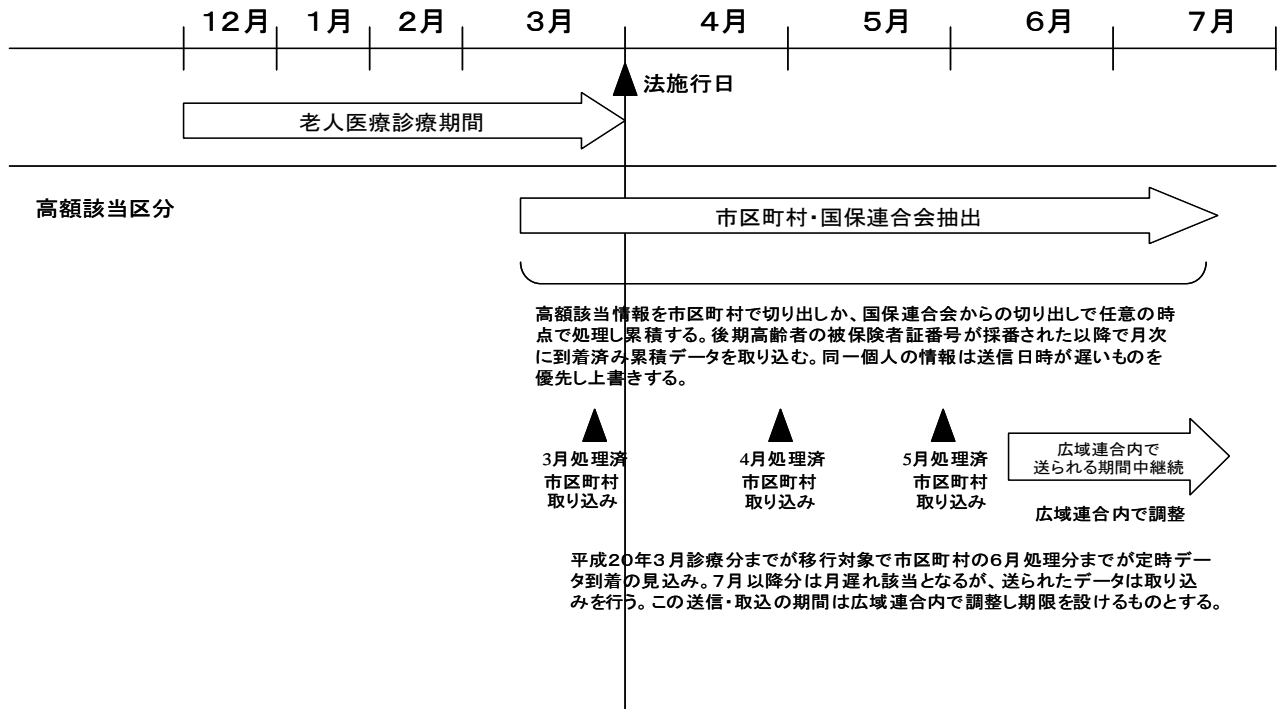 12月 1月 2月 3月 4月 5月 6月 7月
法施行日
老人医療診療期間
高額該当区分
市区町村・国保連合会抽出
高額該当情報を市区町村で切り出しか、国保連合会からの切り出しで任意の時
点で処理し累積する。後期高齢者の被保険者証番号が採番された以降で月次
に到着済み累積データを取り込む。同一個人の情報は送信日時が遅いものを
優先し上書きする。
3月処理済
市区町村
取り込み
4月処理済
市区町村
取り込み
5月処理済
市区町村
取り込み
広域連合内で
送られる期間中継続
広域連合内で調整
平成20年3月診療分までが移行対象で市区町村の6月処理分までが定時デー
タ到着の見込み。7月以降分は月遅れ該当となるが、送られたデータは取り込
みを行う。この送信・取込の期間は広域連合内で調整し期限を設けるものとする。